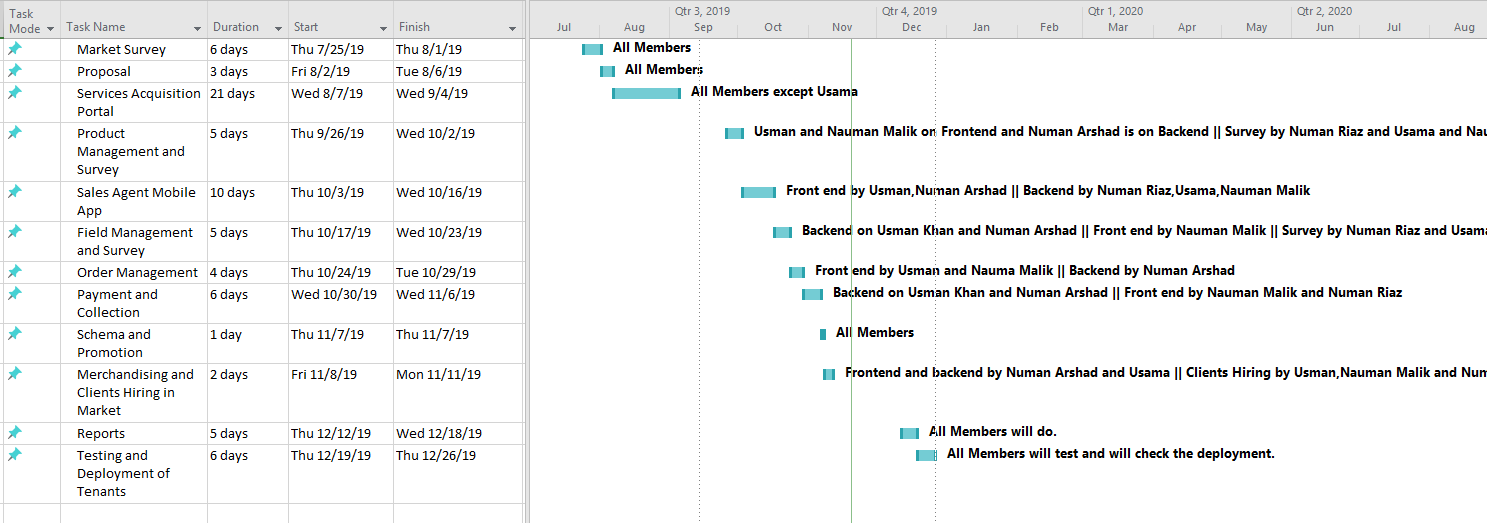 Task Mode Task Name Duration Start Finish
Qtr 3, 2019 Qtr 4, 2019 Qtr 1, 2020 Qtr 2, 2020
Jul Aug Sep Oct Nov Dec Jan Feb Mar Apr May Jun Jul Aug
Market Survey 6 days Thu 7/25/19 Thu 8/1/19 All Members
Proposal 3 days Fri 8/2/19 Tue 8/6/19 All Members
Services Acquisition 21 days Wed 8/7/19 Wed 9/4/19 All Members except Usama
Portal
Product 5 days Thu 9/26/19 Wed 10/2/19 Usman and Nauman Malik on Frontend and Numan Arshad is on Backend || Survey by Numan Riaz and Usama and Nau
Management and
Survey
Sales Agent Mobile 10 days Thu 10/3/19 Wed 10/16/19 Front end by Usman,Numan Arshad || Backend by Numan Riaz,Usama,Nauman Malik
App
Field Management 5 days Thu 10/17/19 Wed 10/23/19 Backend on Usman Khan and Numan Arshad || Front end by Nauman Malik || Survey by Numan Riaz and Usama
and Survey
Order Management 4 days Thu 10/24/19 Tue 10/29/19 Front end by Usman and Nauma Malik || Backend by Numan Arshad
Payment and 6 days Wed 10/30/19 Wed 11/6/19 Backend on Usman Khan and Numan Arshad || Front end by Nauman Malik and Numan Riaz
Collection
Schema and 1 day Thu 11/7/19 Thu 11/7/19 All Members
Promotion
Merchandising and 2 days Fri 11/8/19 Mon 11/11/19 Frontend and backend by Numan Arshad and Usama || Clients Hiring by Usman,Nauman Malik and Num
Clients Hiring in
Market
Reports 5 days Thu 12/12/19 Wed 12/18/19 All Members will do.
Testing and 6 days Thu 12/19/19 Thu 12/26/19 All Members will test and will check the deployment.
Deployment of
Tenants